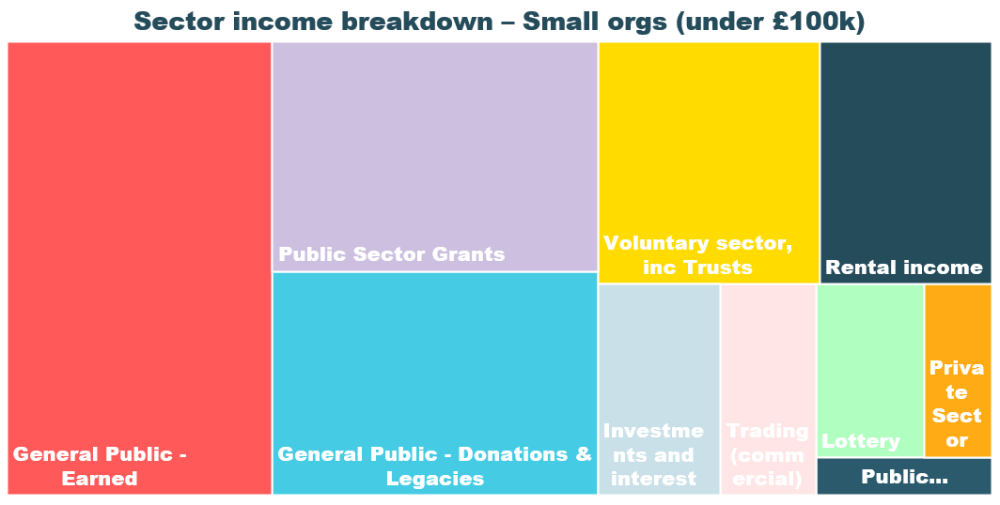 Sector income breakdown – Small orgs (under £100k)
General Public -
Earned
Public Sector Grants
General Public - Donations &
Legacies
Voluntary sector,
inc Trusts
Rental income
Investme
nts and
interest
Trading
(comm
ercial)
Lottery
Priva
te
Sect
or
Public...